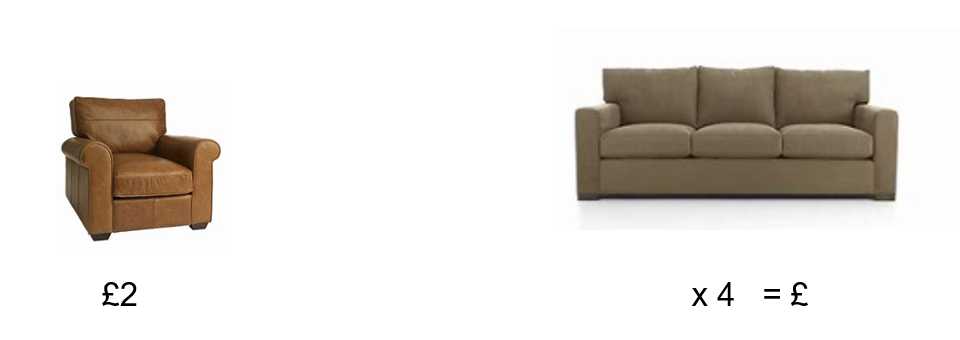 £2 x 4 = £